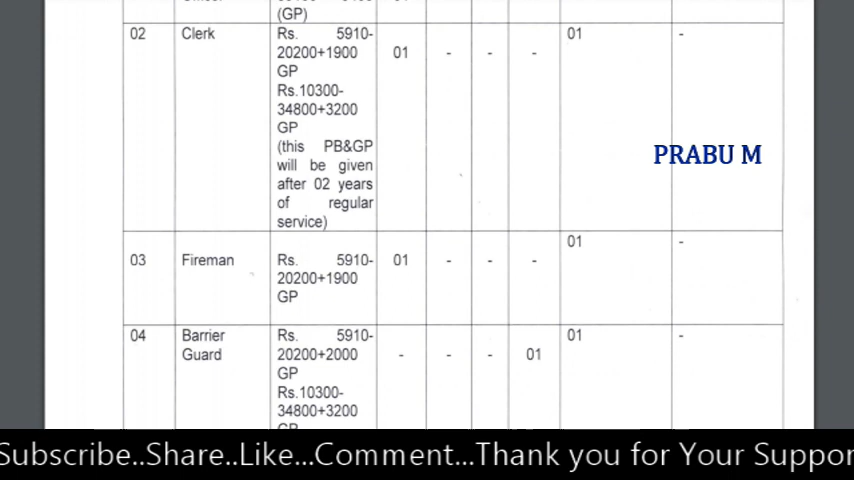 (GP)
02 Clerk Rs. 5910- 01 -
20200+1900 01 - - -
GP
Rs.10300-
34800+3200
GP
(this PB&GP
will be given
after 02 years
of regular
service)
PRABU M
01 -
03 Fireman Rs. 5910- 01 - - -
20200+1900
GP
04 Barrier Rs. 5910- 01 -
Guard 20200+2000 - - - 01
GP
Rs.10300-
34800+3200
GP
Subscribe..Share..Like...Comment...Thank you for Your Suppor